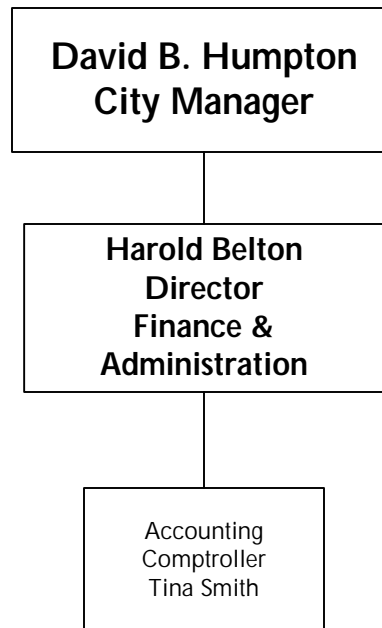 David B. Humpton
City Manager
Harold Belton
Director
Finance &
Administration
Accounting
Comptroller
Tina Smith